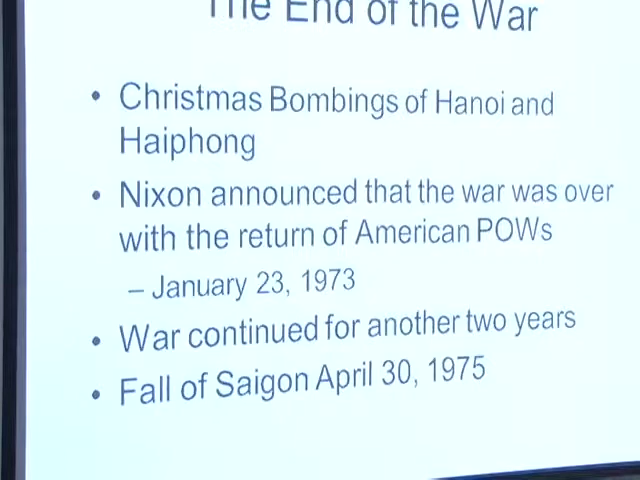 The End of the War
• Christmas Bombings of Hanoi and
Haiphong
• Nixon announced that the war was over
with the return of American POWs
– January 23, 1973
• War continued for another two years
• Fall of Saigon April 30, 1975